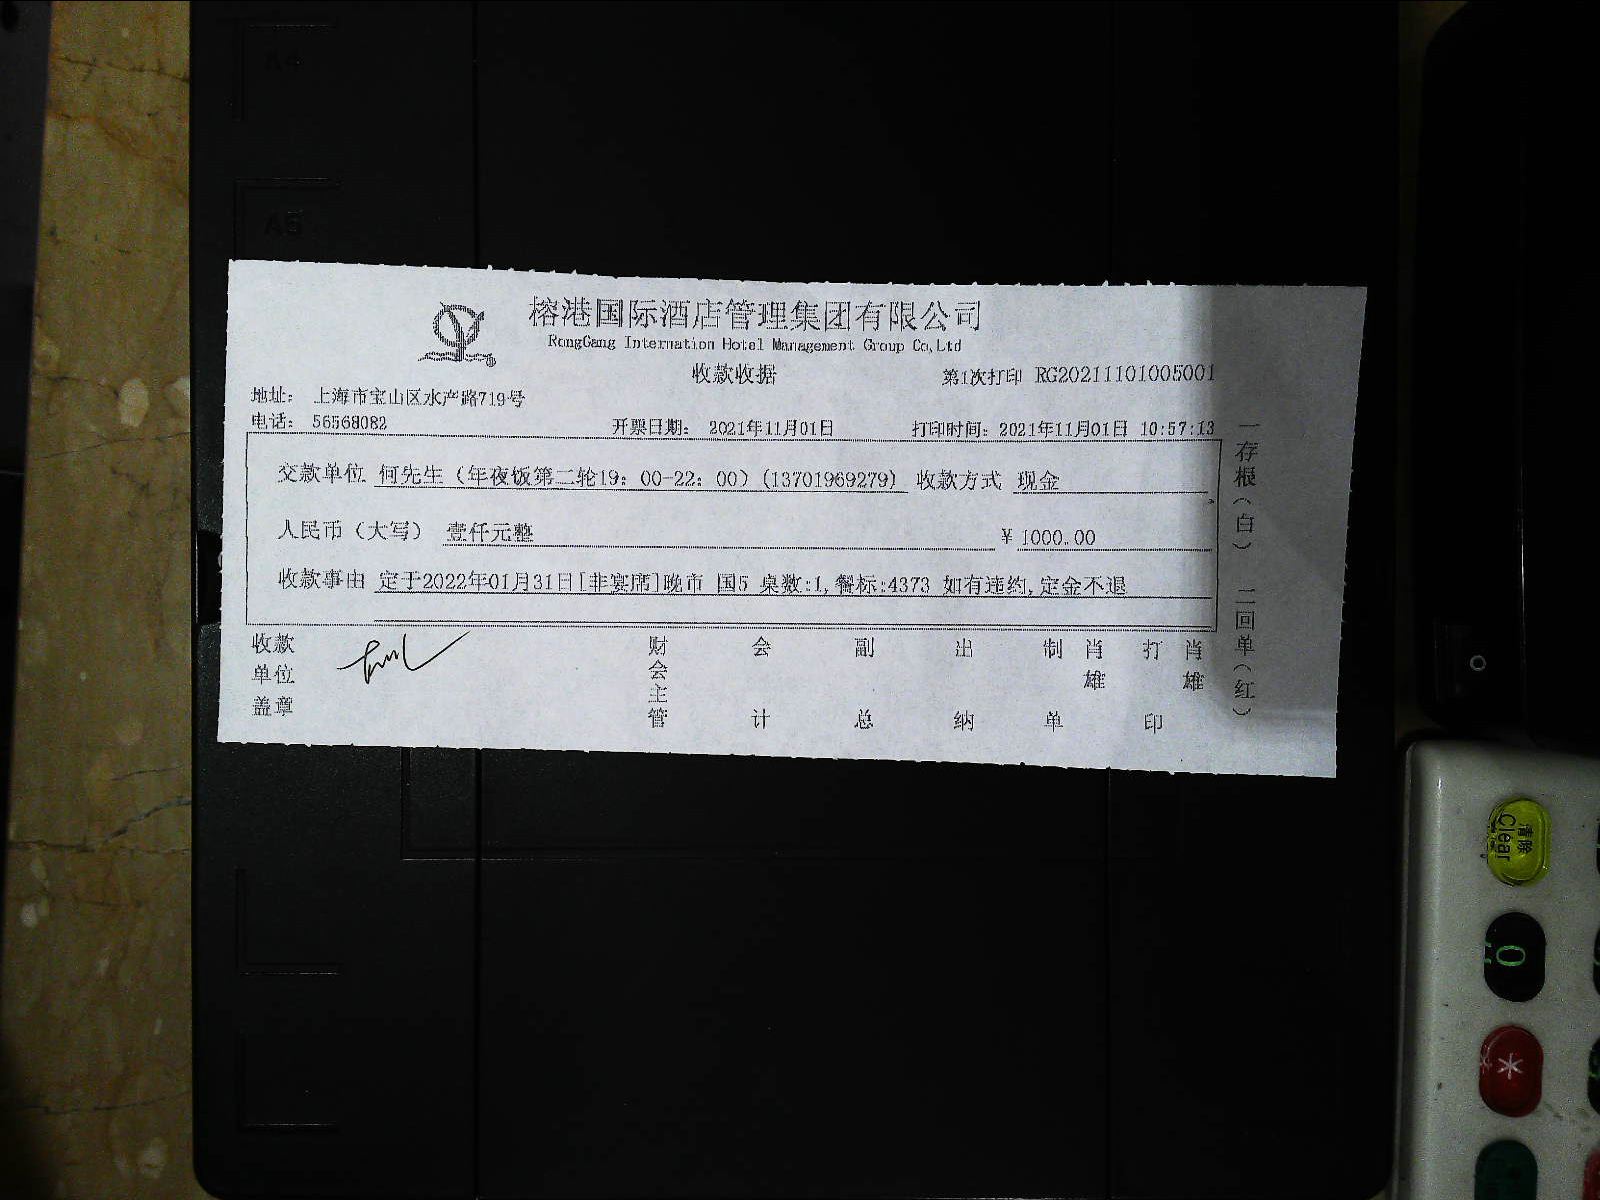 A4
A5
榕港国际酒店管理集团有限公司
RongGang Internation Hotel Management Group Co,Ltd
收款收据
第1次打印 RG20211101005001
地址： 上海市宝山区水产路719号
电话： 56568082
开票日期： 2021年11月01日
打印时间：2021年11月01日 10:57:13
交款单位 何先生（年夜饭第二轮19：00-22：00）(13701969279) 收款方式 现金
人民币（大写） 壹仟元整 ¥ 1000.00
收款事由 定于2022年01月31日[非宴席]晚市 国5 桌数:1,餐标:4373 如有违约,定金不退
收款单位盖章
财会主管
会计
副总
出纳
制单 肖雄
打印 肖雄
一存根（白） 二回单（红）
清除
Clear
0
*